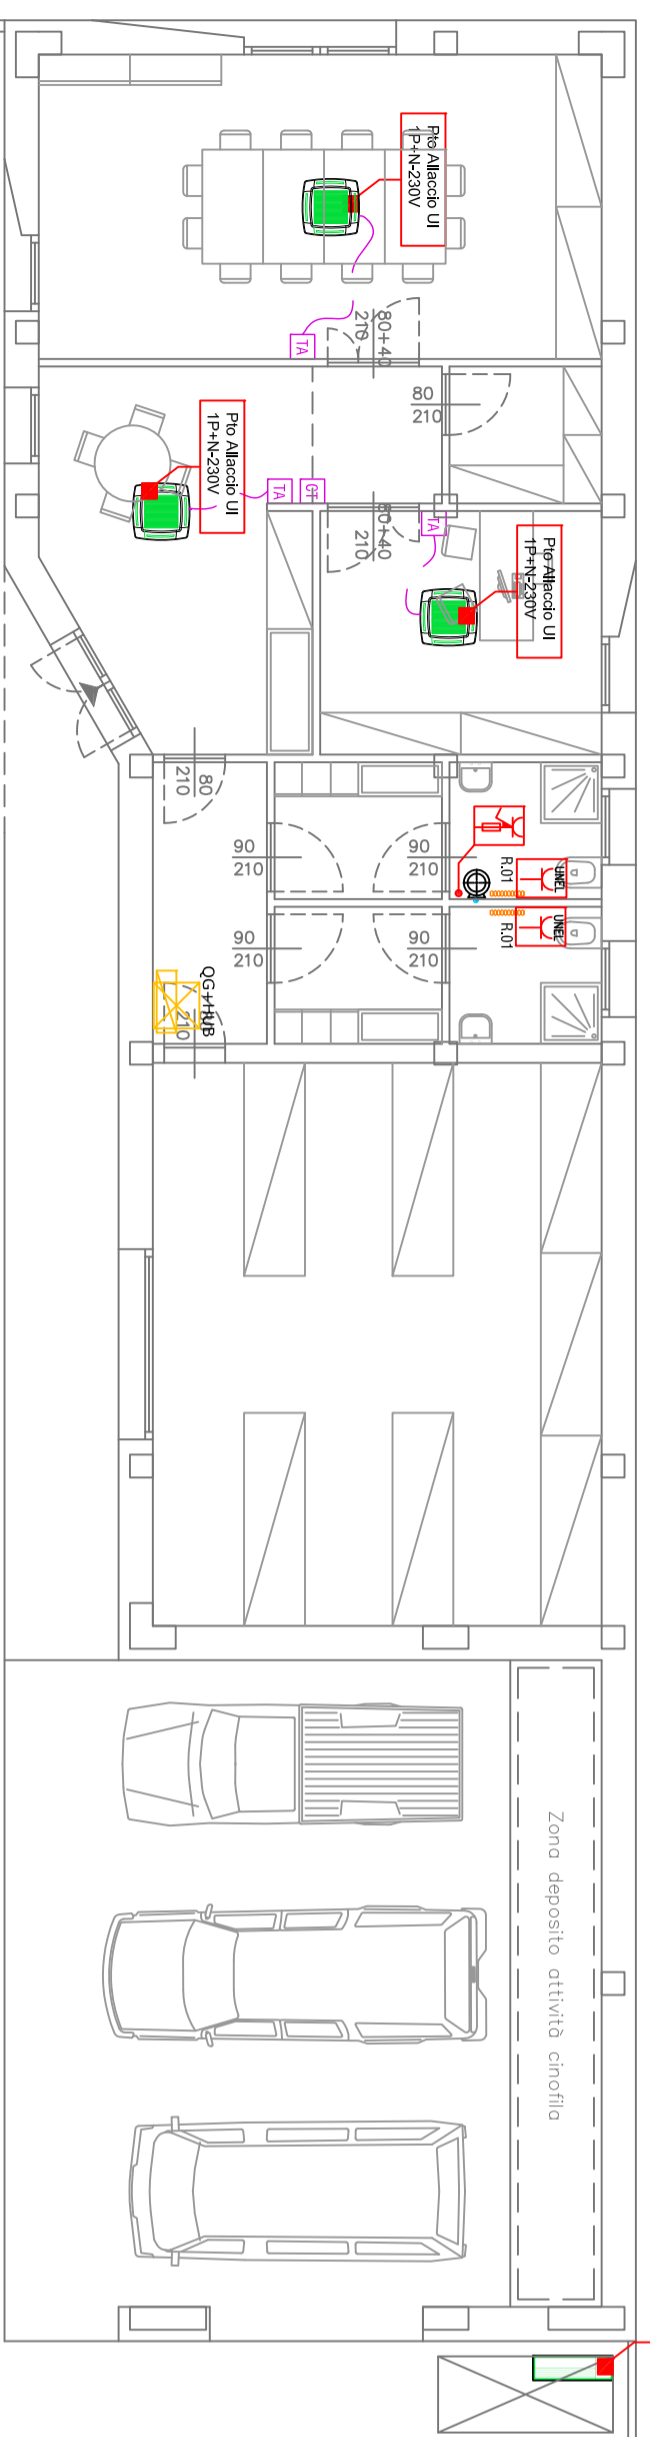 Pto Allaccio UI
1P+N-230V
TA
80+40
210
80
210
Pto Allaccio UI
1P+N-230V
TA
CT
80+40
210
TA
Pto Allaccio UI
1P+N-230V
80
210
90
210
90
210
R.01
UNEL
R.01
UNEL
90
210
90
210
QG+HUB
210
Zona deposito attività cinofila